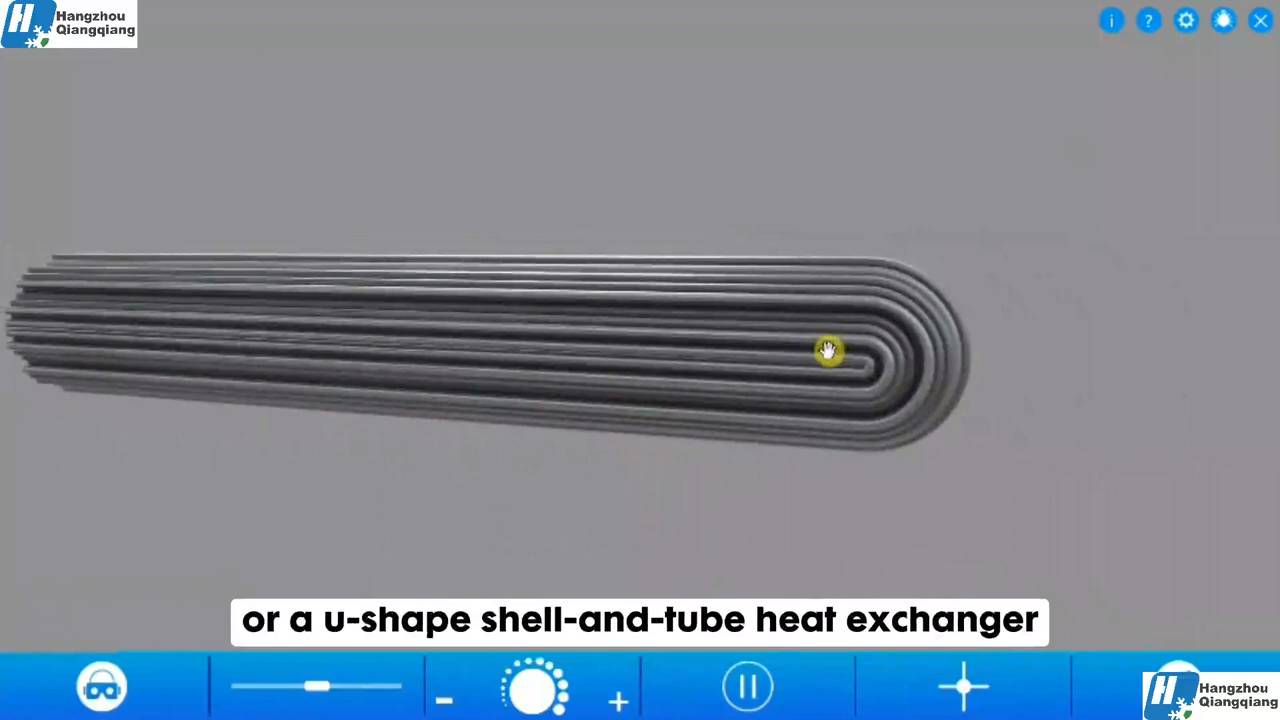 Hangzhou
Qiangqiang
i ?
or a u-shape shell-and-tube heat exchanger
Hangzhou
Qiangqiang